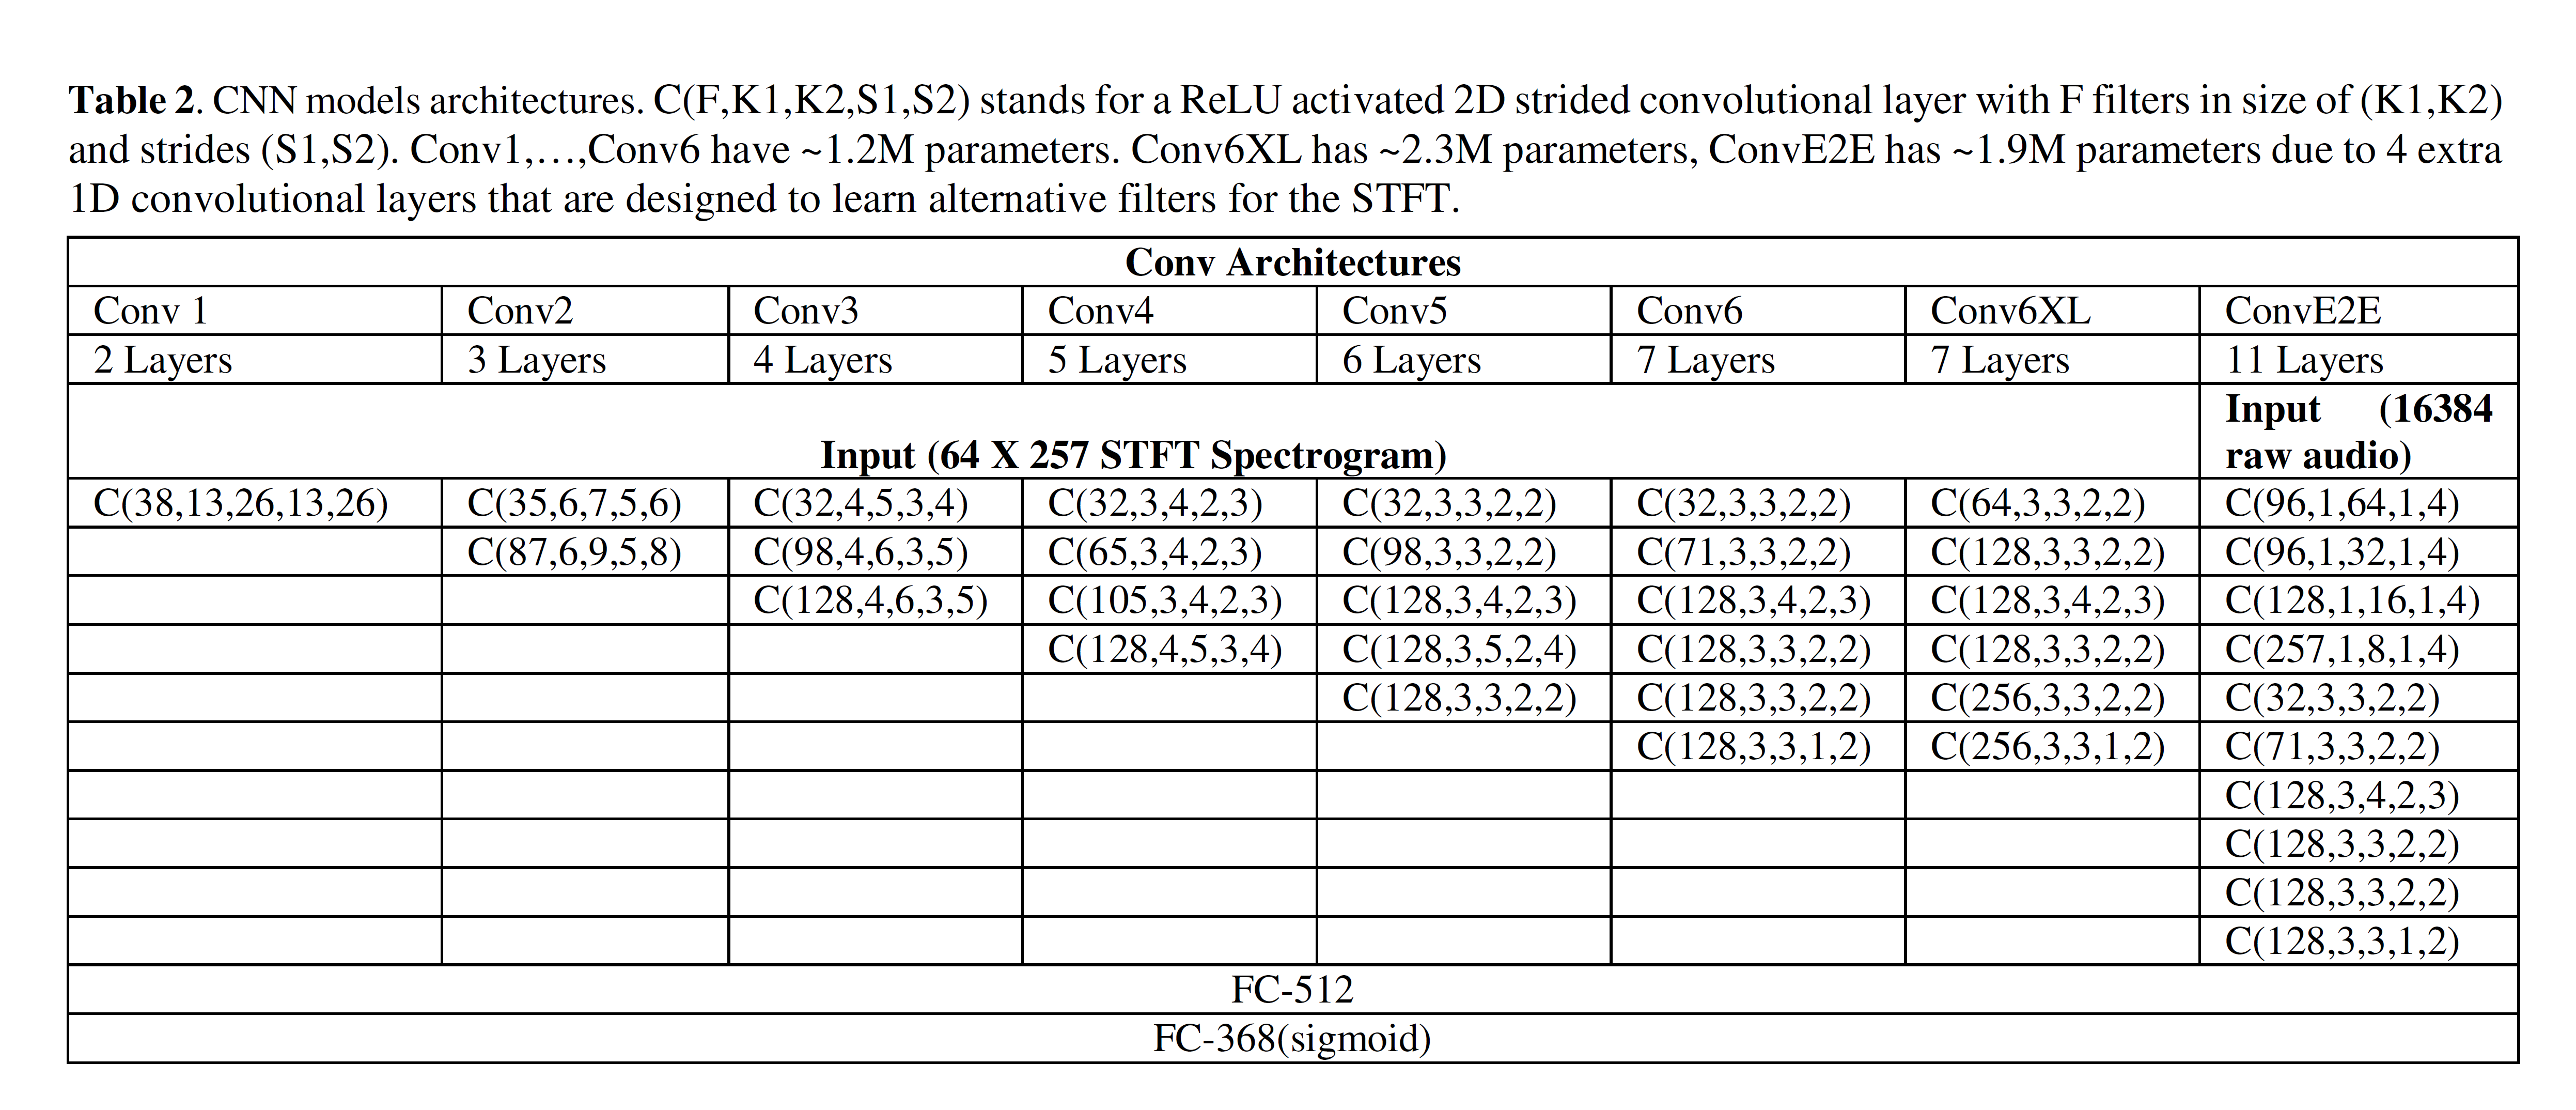 Table 2. CNN models architectures. C(F,K1,K2,S1,S2) stands for a ReLU activated 2D strided convolutional layer with F filters in size of (K1,K2)
and strides (S1,S2). Conv1,…,Conv6 have ~1.2M parameters. Conv6XL has ~2.3M parameters, ConvE2E has ~1.9M parameters due to 4 extra
1D convolutional layers that are designed to learn alternative filters for the STFT.
Conv Architectures
Conv 1 Conv2 Conv3 Conv4 Conv5 Conv6 Conv6XL ConvE2E
2 Layers 3 Layers 4 Layers 5 Layers 6 Layers 7 Layers 7 Layers 11 Layers
Input (64 X 257 STFT Spectrogram) Input (16384
raw audio)
C(38,13,26,13,26) C(35,6,7,5,6) C(32,4,5,3,4) C(32,3,4,2,3) C(32,3,3,2,2) C(32,3,3,2,2) C(64,3,3,2,2) C(96,1,64,1,4)
C(87,6,9,5,8) C(98,4,6,3,5) C(65,3,4,2,3) C(98,3,3,2,2) C(71,3,3,2,2) C(128,3,3,2,2) C(96,1,32,1,4)
C(128,4,6,3,5) C(105,3,4,2,3) C(128,3,4,2,3) C(128,3,4,2,3) C(128,3,4,2,3) C(128,1,16,1,4)
C(128,4,5,3,4) C(128,3,5,2,4) C(128,3,3,2,2) C(128,3,3,2,2) C(257,1,8,1,4)
C(128,3,3,2,2) C(128,3,3,2,2) C(256,3,3,2,2) C(32,3,3,2,2)
C(128,3,3,1,2) C(256,3,3,1,2) C(71,3,3,2,2)
C(128,3,4,2,3)
C(128,3,3,2,2)
C(128,3,3,2,2)
C(128,3,3,1,2)
FC-512
FC-368(sigmoid)